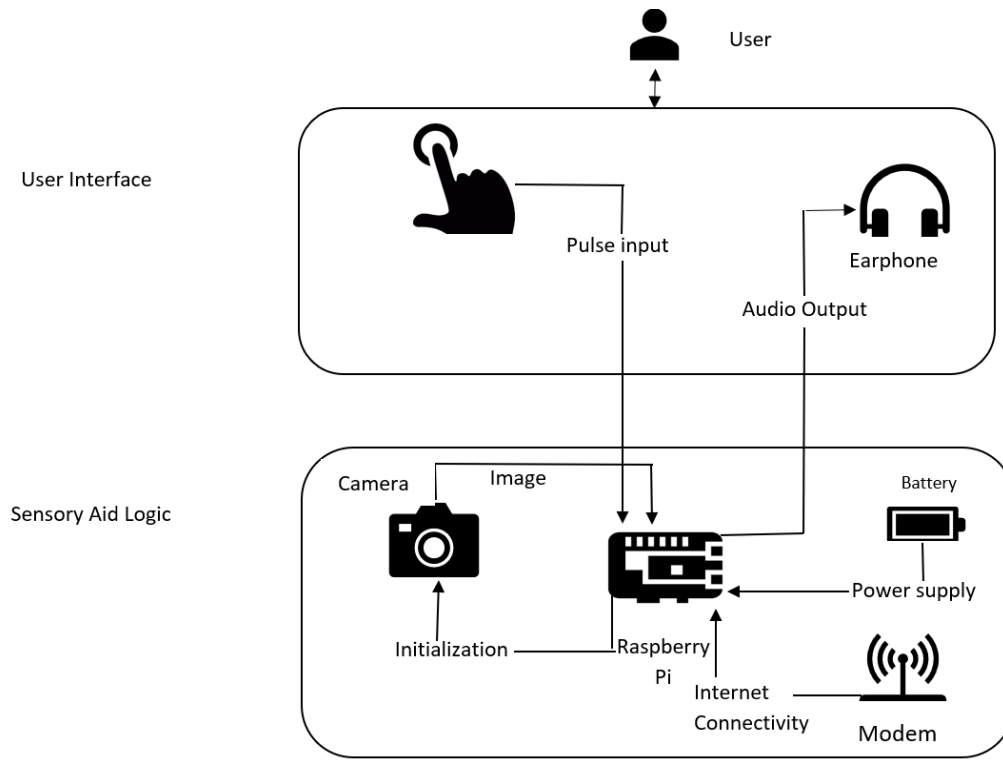 User
User Interface
Pulse input
Earphone
Audio Output
Camera
Image
Battery
Sensory Aid Logic
Power supply
Initialization
Raspberry
Pi
Internet
Connectivity
Modem